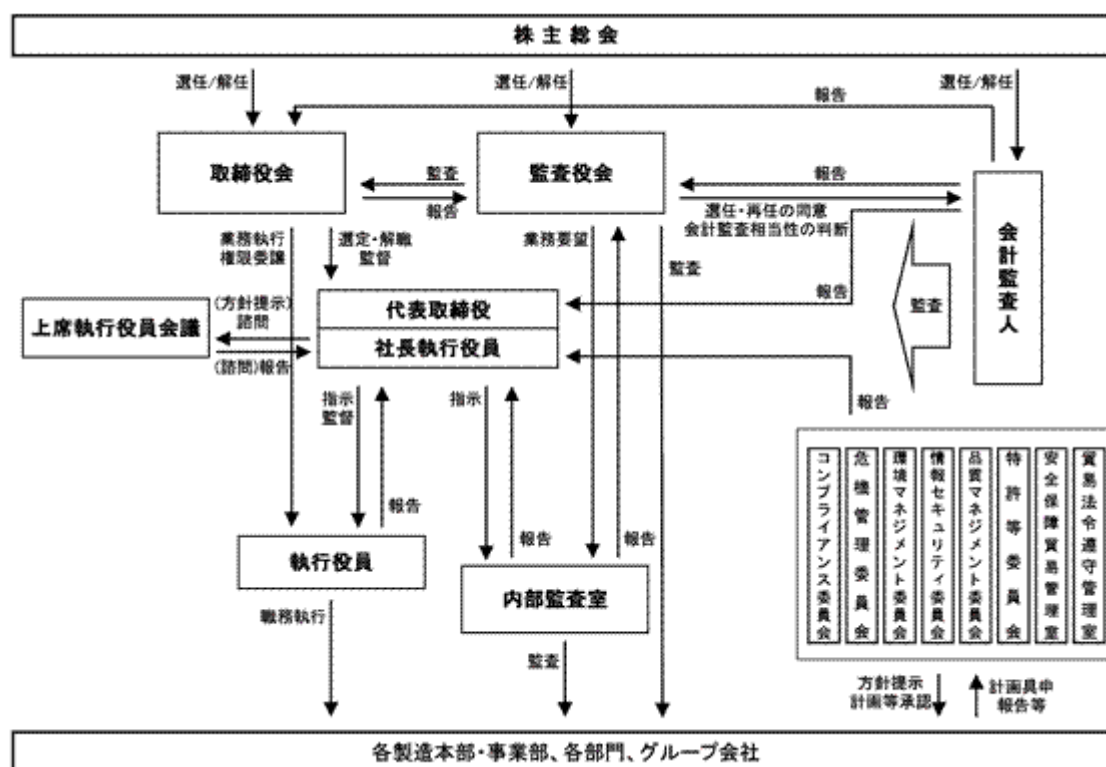 株主総会
選任/解任
選任/解任
報告
選任/解任
取締役会
監査
報告
監査役会
報告
選任・再任の同意
会計監査相当性の判断
会計監査人
業務執行
権限委譲
選定・解職
監督
業務要望
監査
監査
報告
上席執行役員会議
(方針提示)
諮問
(諮問)報告
代表取締役
社長執行役員
指示
監督
報告
指示
報告
報告
報告
コンプライアンス委員会
危機管理委員会
環境マネジメント委員会
情報セキュリティ委員会
品質マネジメント委員会
特許等委員会
安全保障貿易管理室
貿易法令遵守管理室
執行役員
内部監査室
職務執行
監査
方針提示
計画等承認
計画具申
報告等
各製造本部・事業部、各部門、グループ会社